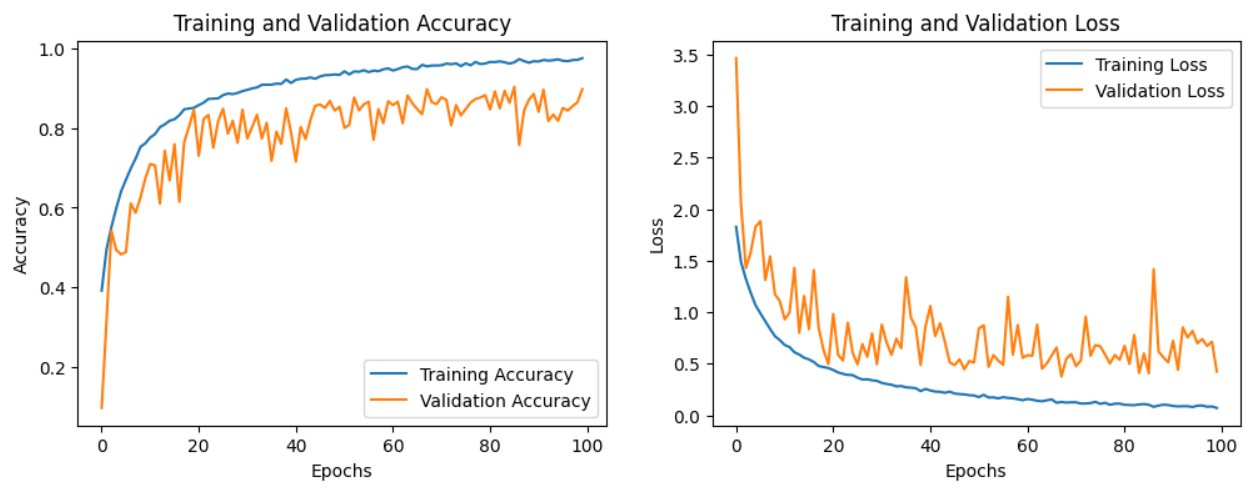 Training and Validation Accuracy
1.0
0.8
0.6
0.4
0.2
Accuracy
0
20
40
60
80
100
Epochs
Training Accuracy
Validation Accuracy
Training and Validation Loss
3.5
3.0
2.5
2.0
1.5
1.0
0.5
0.0
Loss
0
20
40
60
80
100
Epochs
Training Loss
Validation Loss